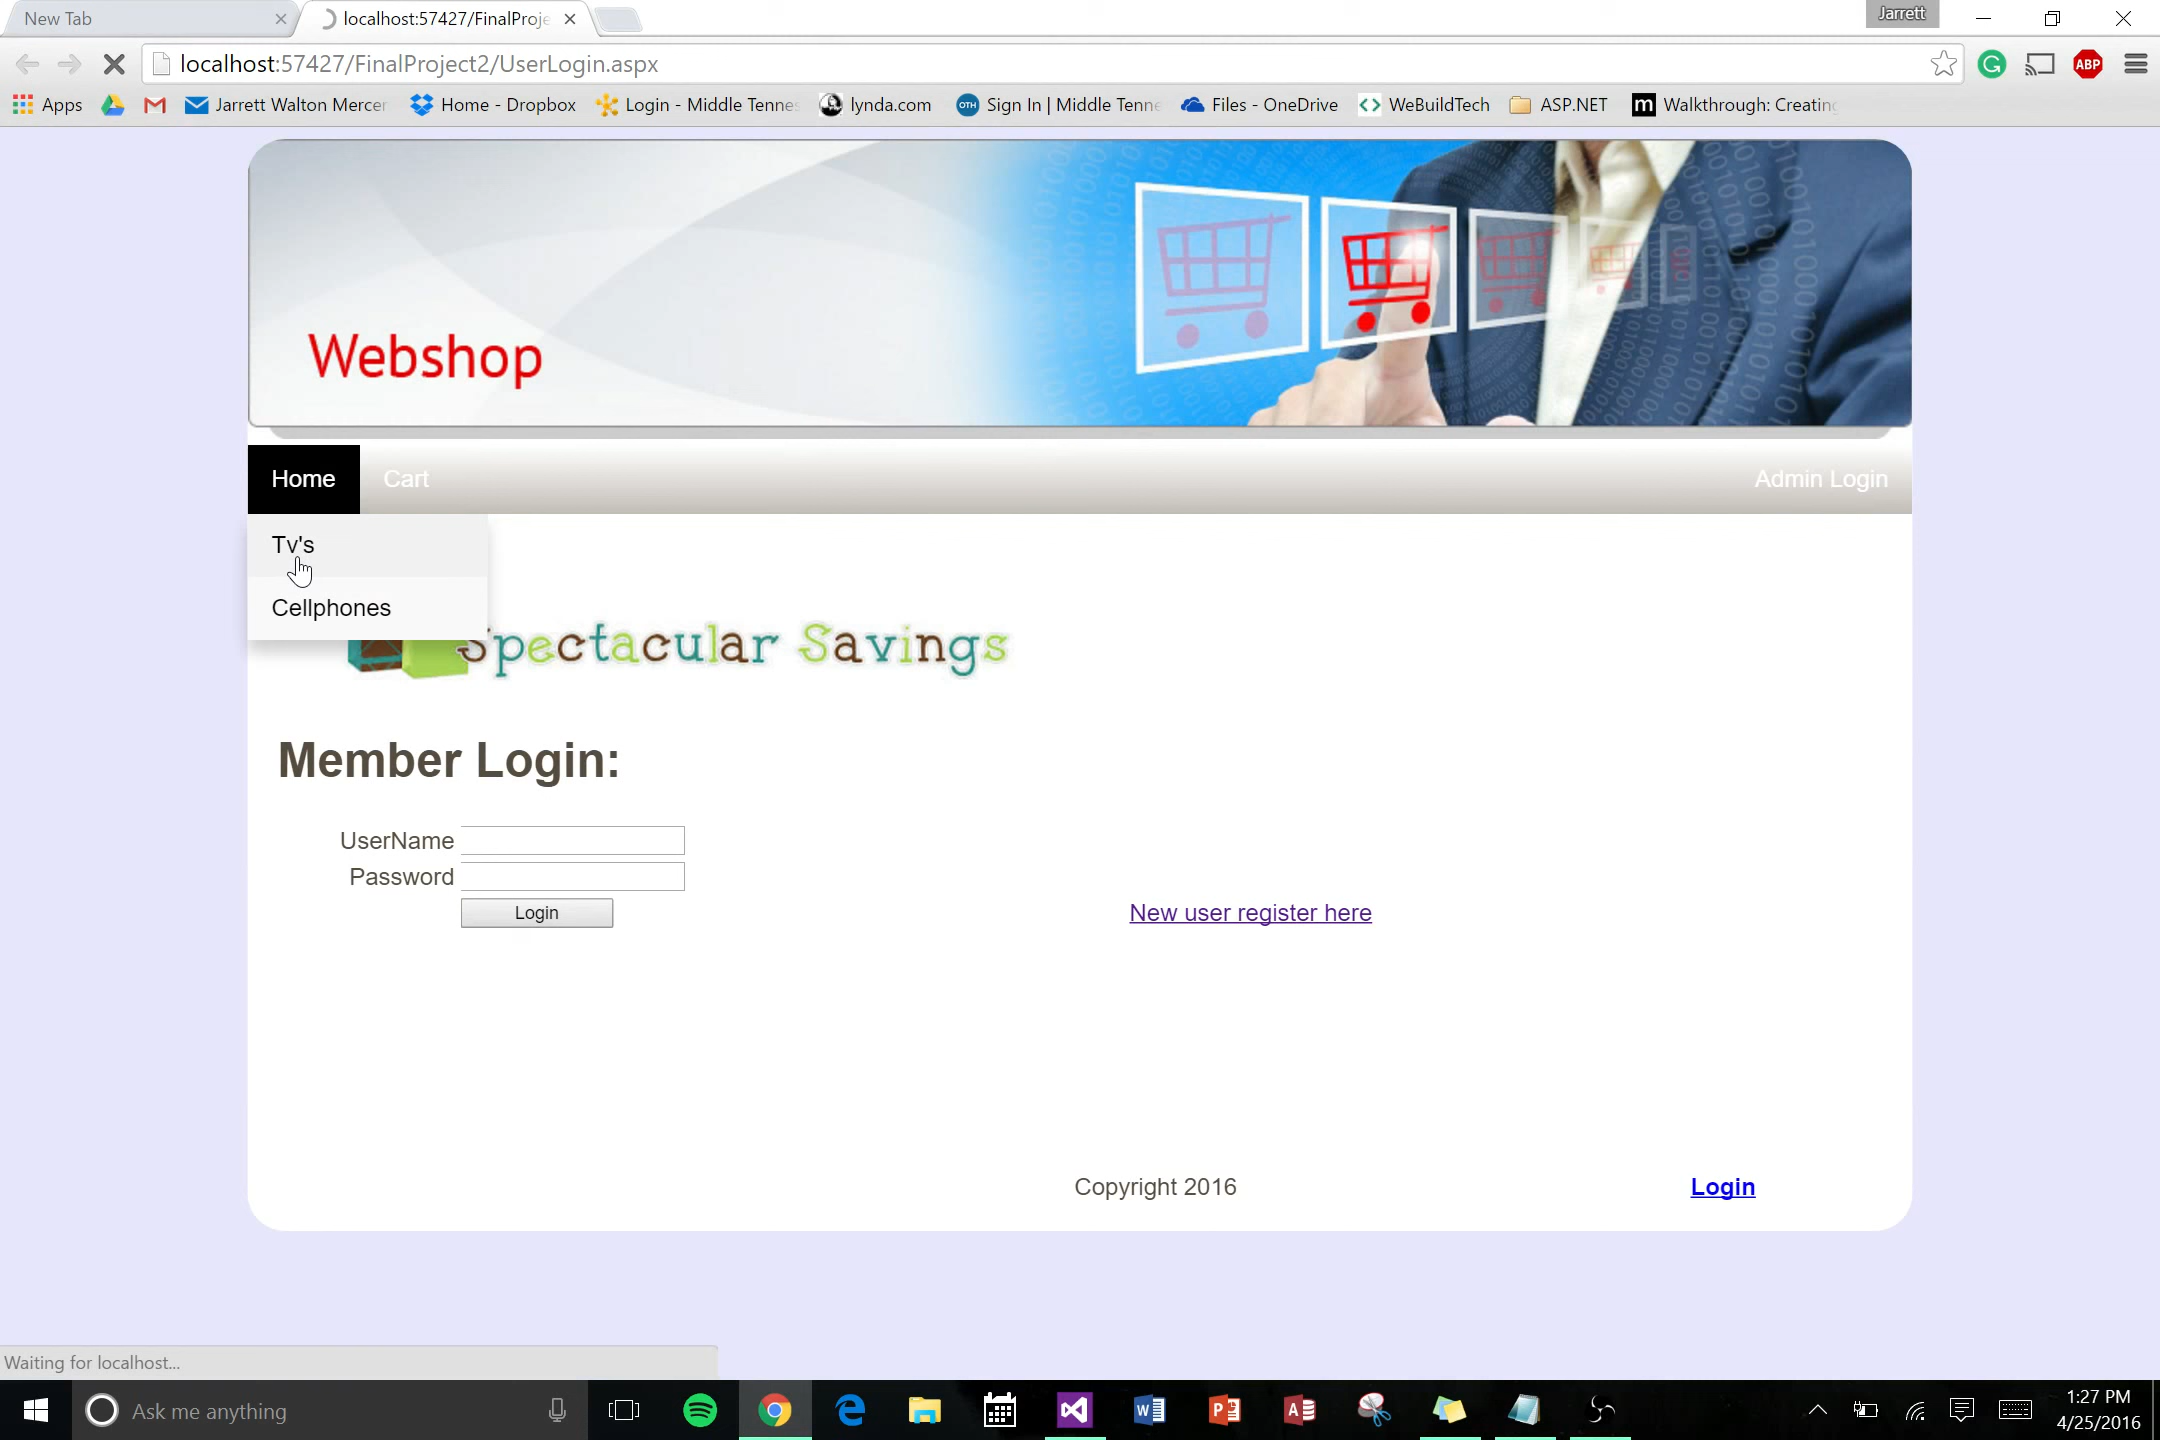 New Tab
localhost:57427/FinalProje
Jarrett
localhost:57427/FinalProject2/UserLogin.aspx
ABP
Apps
Jarrett Walton Mercer
Home - Dropbox
Login - Middle Tennes
lynda.com
OTH
Sign In | Middle Tenne
Files - OneDrive
WeBuildTech
ASP.NET
m
Walkthrough: Creating
Webshop
Home
Cart
Admin Login
Tv's
Cellphones
Spectacular Savings
Member Login:
UserName
Password
Login
New user register here
Copyright 2016
Login
Waiting for localhost...
Ask me anything
1:27 PM
4/25/2016